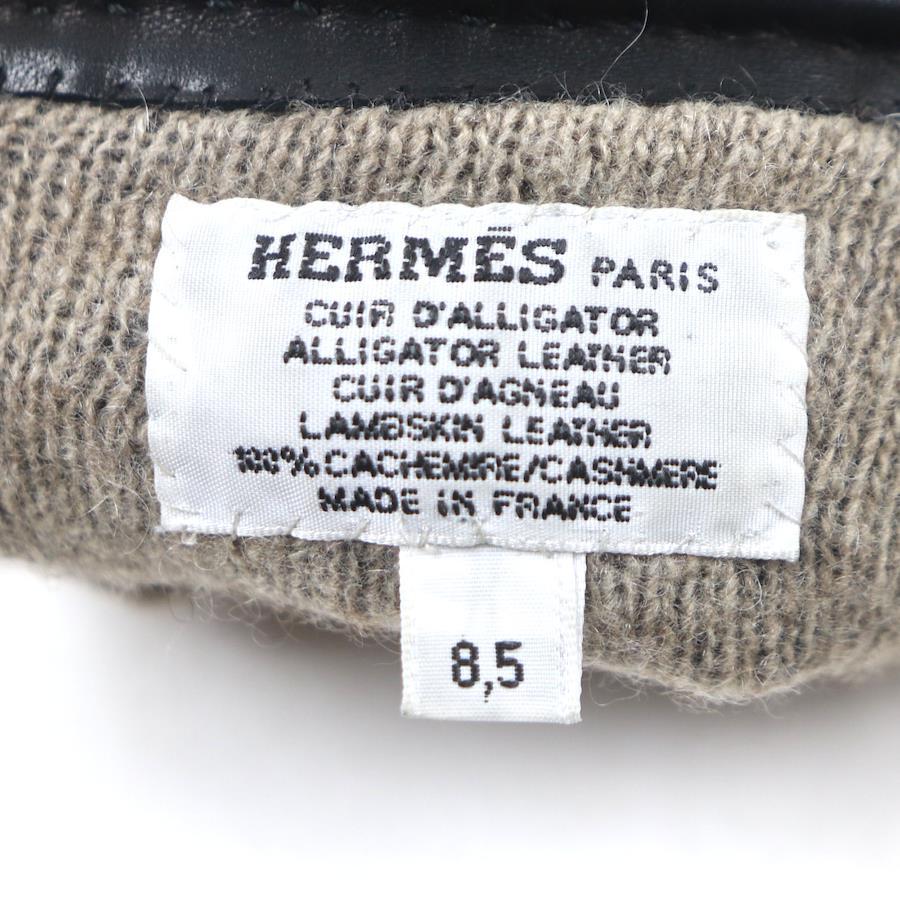 HERMÈS PARIS
CUIR D'ALLIGATOR
ALLIGATOR LEATHER
CUIR D'AGNEAU
LAMBSKIN LEATHER
100% CACHEMIRE/CASHMERE
MADE IN FRANCE
8,5